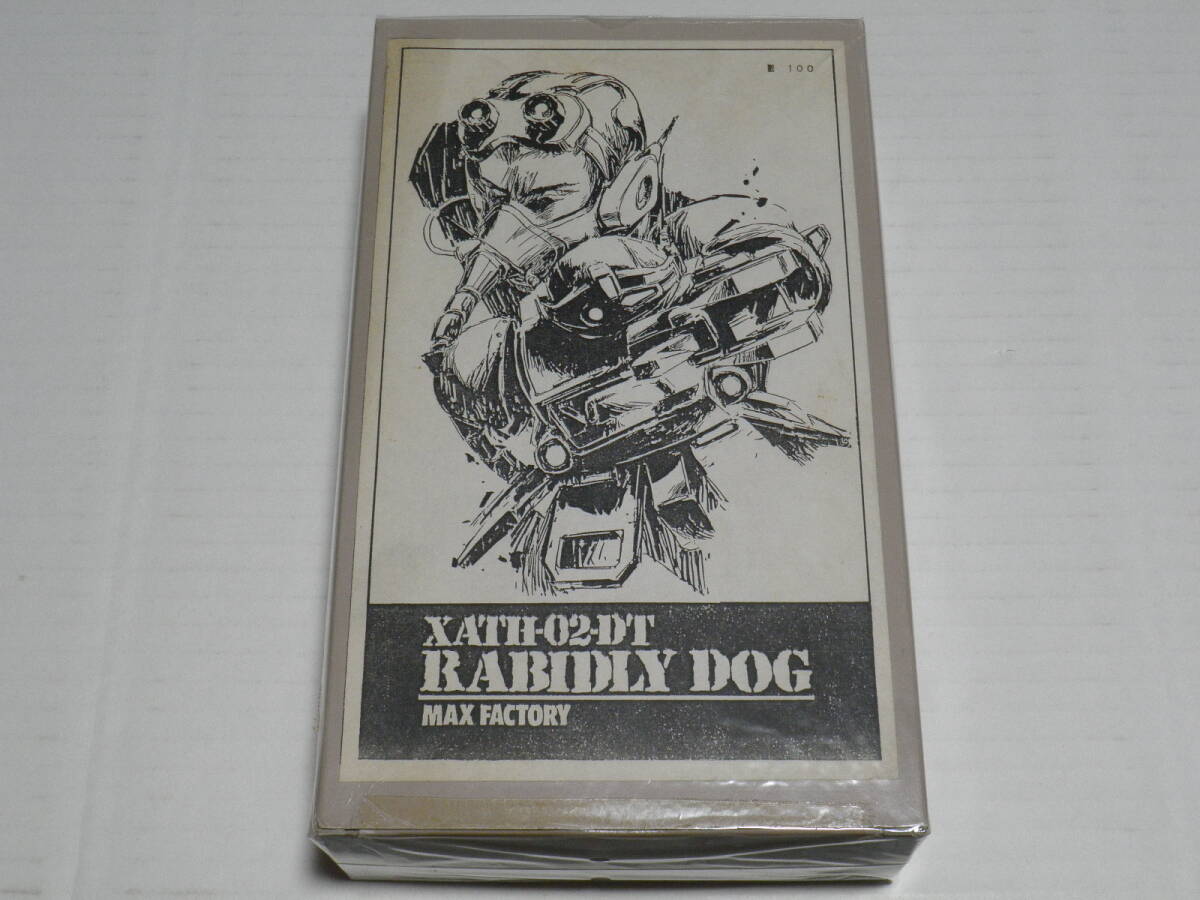 100
XATH-02-DT
RABIDLY DOG
MAX FACTORY